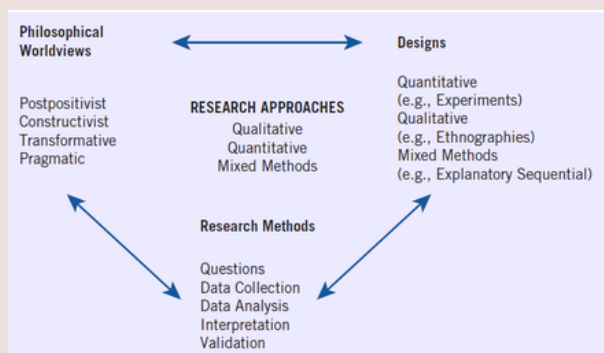 Philosophical
Worldviews
Postpositivist
Constructivist
Transformative
Pragmatic
RESEARCH APPROACHES
Qualitative
Quantitative
Mixed Methods
Designs
Quantitative
(e.g., Experiments)
Qualitative
(e.g., Ethnographies)
Mixed Methods
(e.g., Explanatory Sequential)
Research Methods
Questions
Data Collection
Data Analysis
Interpretation
Validation